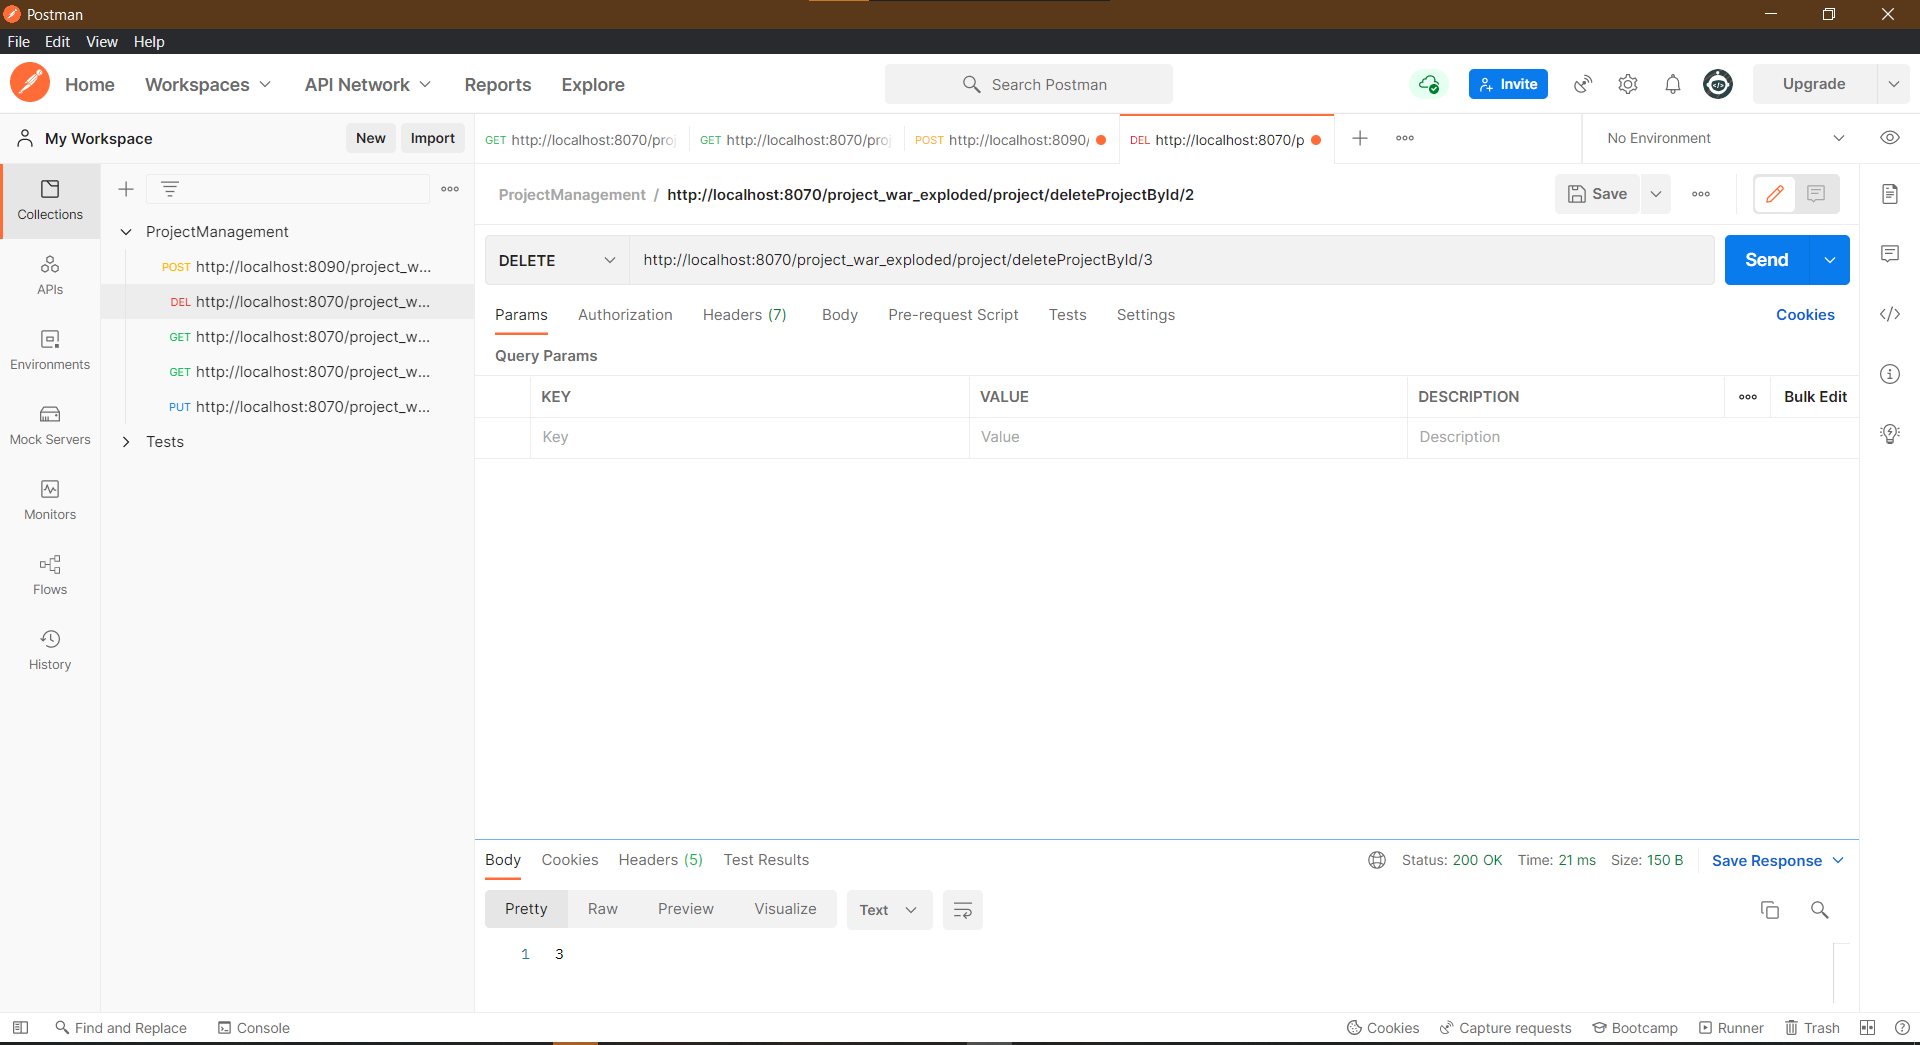 Postman
File Edit View Help
Home Workspaces API Network Reports Explore Search Postman Invite Upgrade
My Workspace New Import
GET http://localhost:8070/proj GET http://localhost:8070/proj POST http://localhost:8090/ DEL http://localhost:8070/p No Environment
Collections
APIs
Environments
Mock Servers
Monitors
Flows
History
ProjectManagement
POST http://localhost:8090/project_w...
DEL http://localhost:8070/project_w...
GET http://localhost:8070/project_w...
GET http://localhost:8070/project_w...
PUT http://localhost:8070/project_w...
Tests
ProjectManagement / http://localhost:8070/project_war_exploded/project/deleteProjectById/2 Save
DELETE http://localhost:8070/project_war_exploded/project/deleteProjectById/3 Send
Params Authorization Headers (7) Body Pre-request Script Tests Settings Cookies
Query Params
KEY VALUE DESCRIPTION Bulk Edit
Key Value Description
Body Cookies Headers (5) Test Results Status: 200 OK Time: 21 ms Size: 150 B Save Response
Pretty Raw Preview Visualize Text
1 3
Find and Replace Console Cookies Capture requests Bootcamp Runner Trash